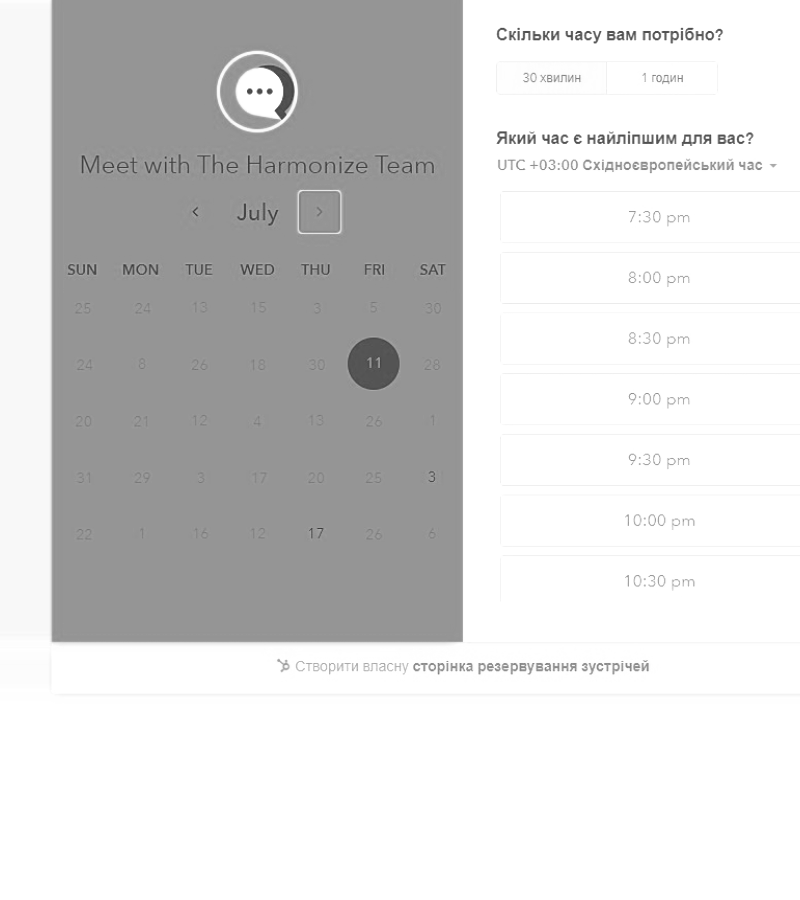 Meet with The Harmonize Team
July
SUN MON TUE WED THU FRI SAT
25 24 13 15 3 5 30
24 8 26 18 30 11 28
20 21 12 4 13 26 1
31 29 3 17 20 25 3
22 1 16 12 17 26 6
Скільки часу вам потрібно?
30 хвилин 1 годин
Який час є найліпшим для вас?
UTC +03:00 Східноєвропейський час
7:30 pm
8:00 pm
8:30 pm
9:00 pm
9:30 pm
10:00 pm
10:30 pm
Створити власну сторінка резервування зустрічей